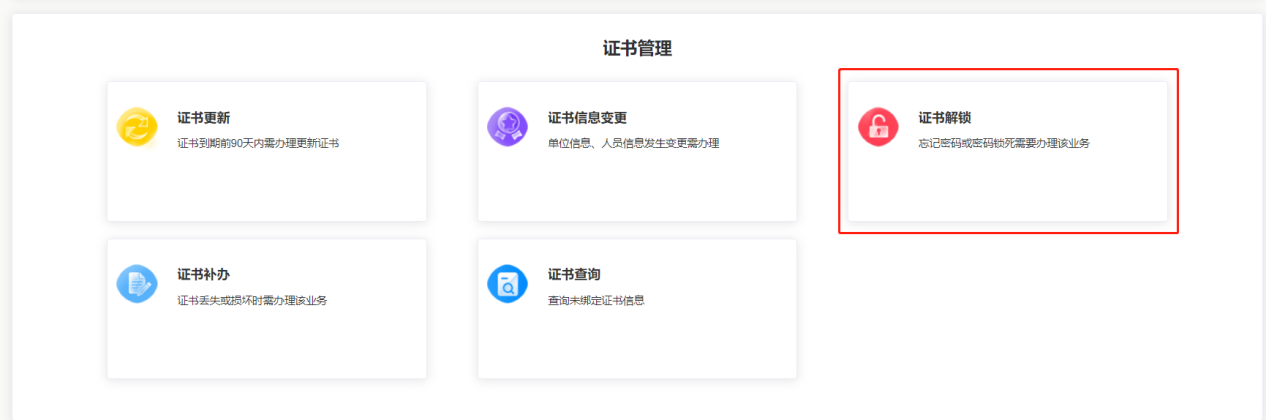 证书管理
证书更新
证书到期前90天内需办理更新证书
证书信息变更
单位信息、人员信息发生变更需办理
证书解锁
忘记密码或密码锁死需要办理该业务
证书补办
证书丢失或损坏时需办理该业务
证书查询
查询未绑定证书信息